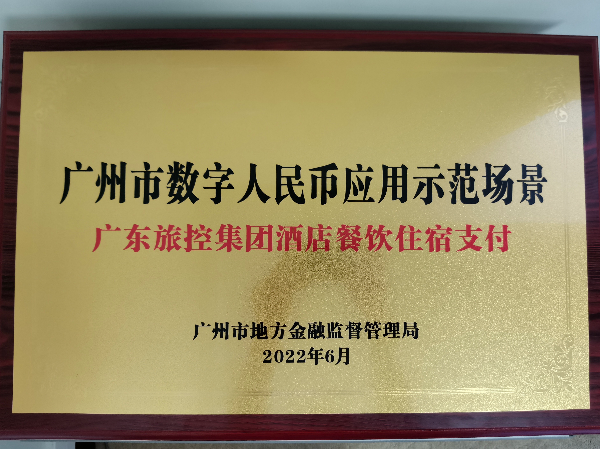 广州市数字人民币应用示范场景
广东旅控集团酒店餐饮住宿支付
广州市地方金融监督管理局
2022年6月